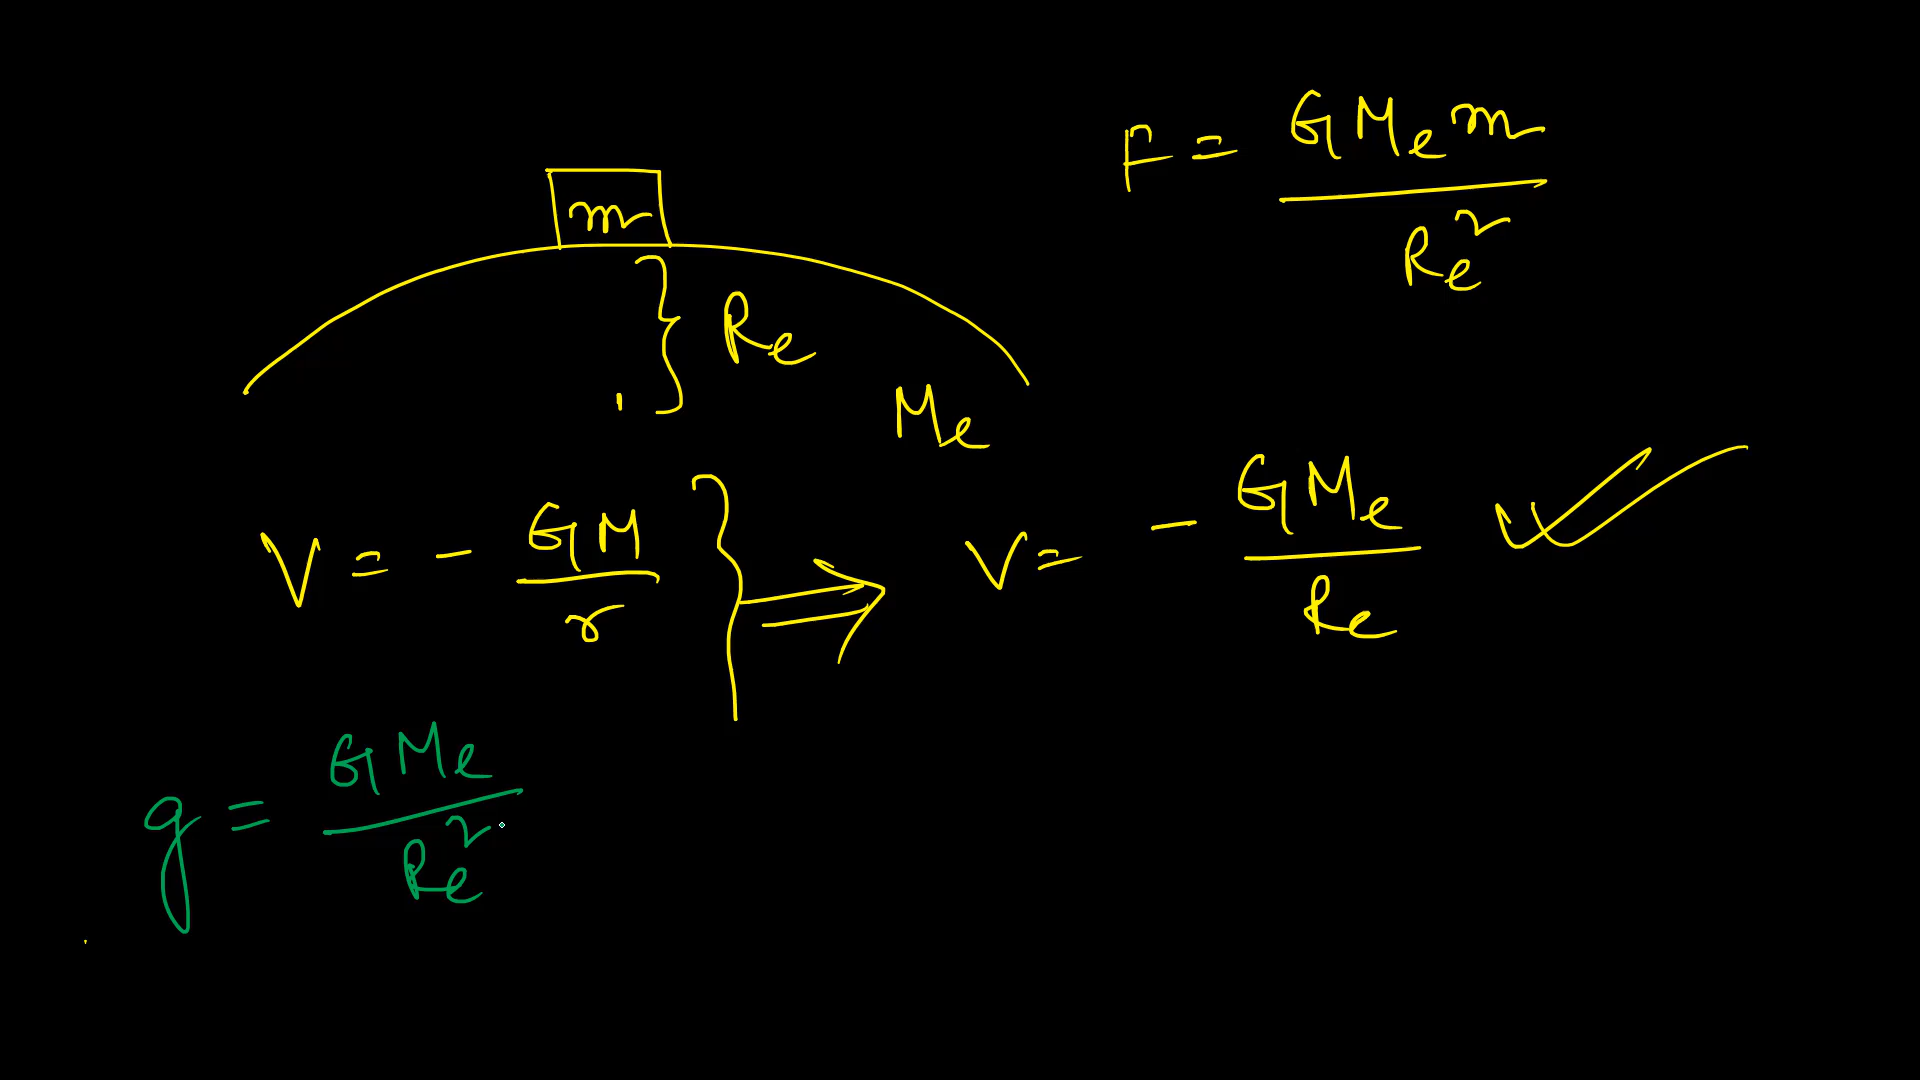 F = GMem / Re²
m
Re
Me
V = - GM / r } ⇒ V = - GMe / Re
g = GMe / Re²